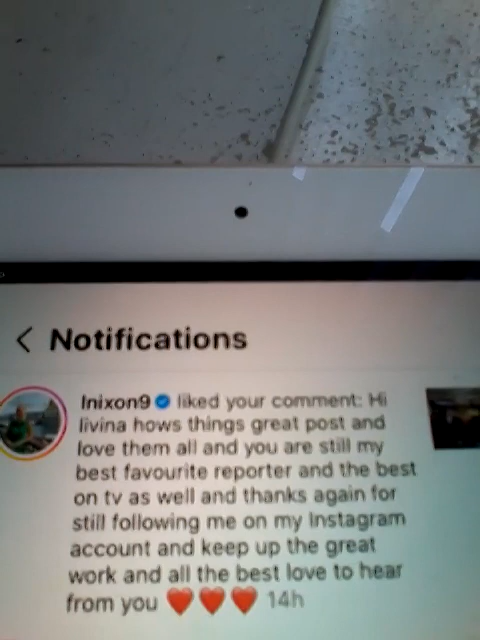 Notifications
lnixon9 liked your comment: Hi
livina hows things great post and
love them all and you are still my
best favourite reporter and the best
on tv as well and thanks again for
still following me on my Instagram
account and keep up the great
work and all the best love to hear
from you ❤️❤️❤️ 14h